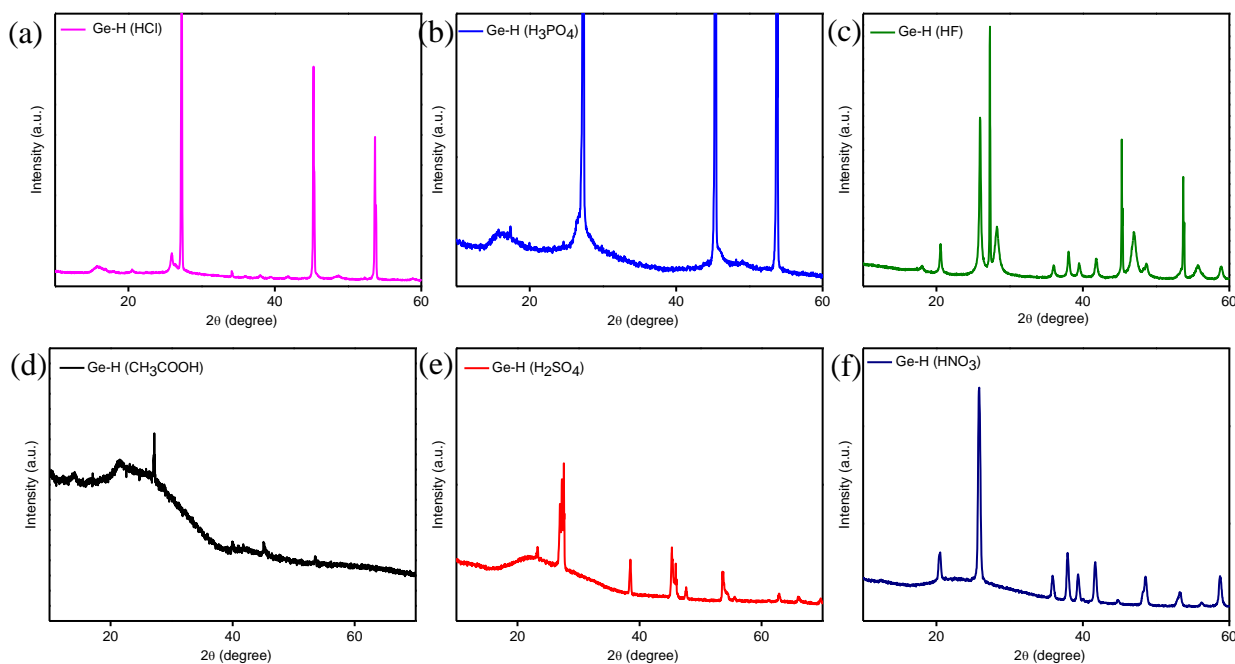 (a)
Ge-H (HCl)
Intensity (a.u.)
20 40 60
2θ (degree)
(b)
Ge-H (H₃PO₄)
Intensity (a.u.)
20 40 60
2θ (degree)
(c)
Ge-H (HF)
Intensity (a.u.)
20 40 60
2θ (degree)
(d)
Ge-H (CH₃COOH)
Intensity (a.u.)
20 40 60
2θ (degree)
(e)
Ge-H (H₂SO₄)
Intensity (a.u.)
20 40 60
2θ (degree)
(f)
Ge-H (HNO₃)
Intensity (a.u.)
20 40 60
2θ (degree)